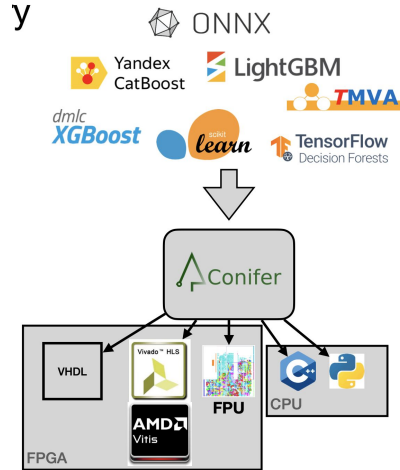 y
ONNX
Yandex
CatBoost
LightGBM
TMVA
dmlc
XGBoost
scikit
learn
TensorFlow
Decision Forests
Conifer
VHDL
Vivado™ HLS
AMD
Vitis
FPU
C++
FPGA
CPU